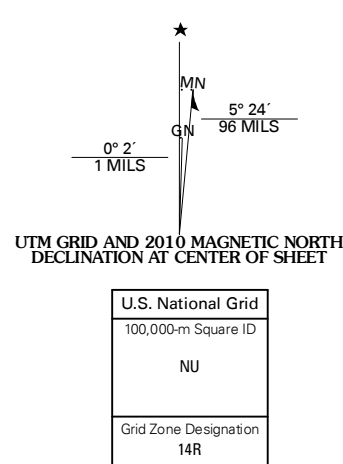 ★
MN
5° 24´
96 MILS
GN
0° 2´
1 MILS
UTM GRID AND 2010 MAGNETIC NORTH
DECLINATION AT CENTER OF SHEET
U.S. National Grid
100,000-m Square ID
NU
Grid Zone Designation
14R